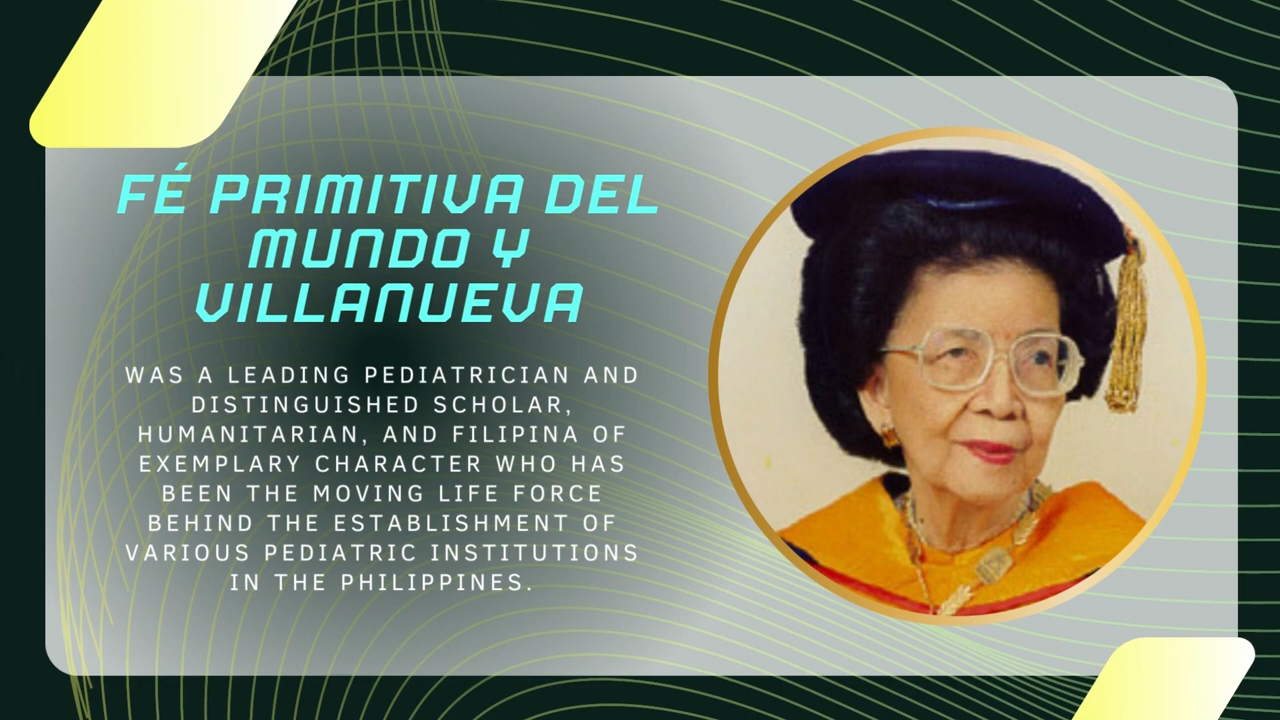 FÉ PRIMITIVA DEL
MUNDO Y
VILLANUEVA
WAS A LEADING PEDIATRICIAN AND
DISTINGUISHED SCHOLAR,
HUMANITARIAN, AND FILIPINA OF
EXEMPLARY CHARACTER WHO HAS
BEEN THE MOVING LIFE FORCE
BEHIND THE ESTABLISHMENT OF
VARIOUS PEDIATRIC INSTITUTIONS
IN THE PHILIPPINES.